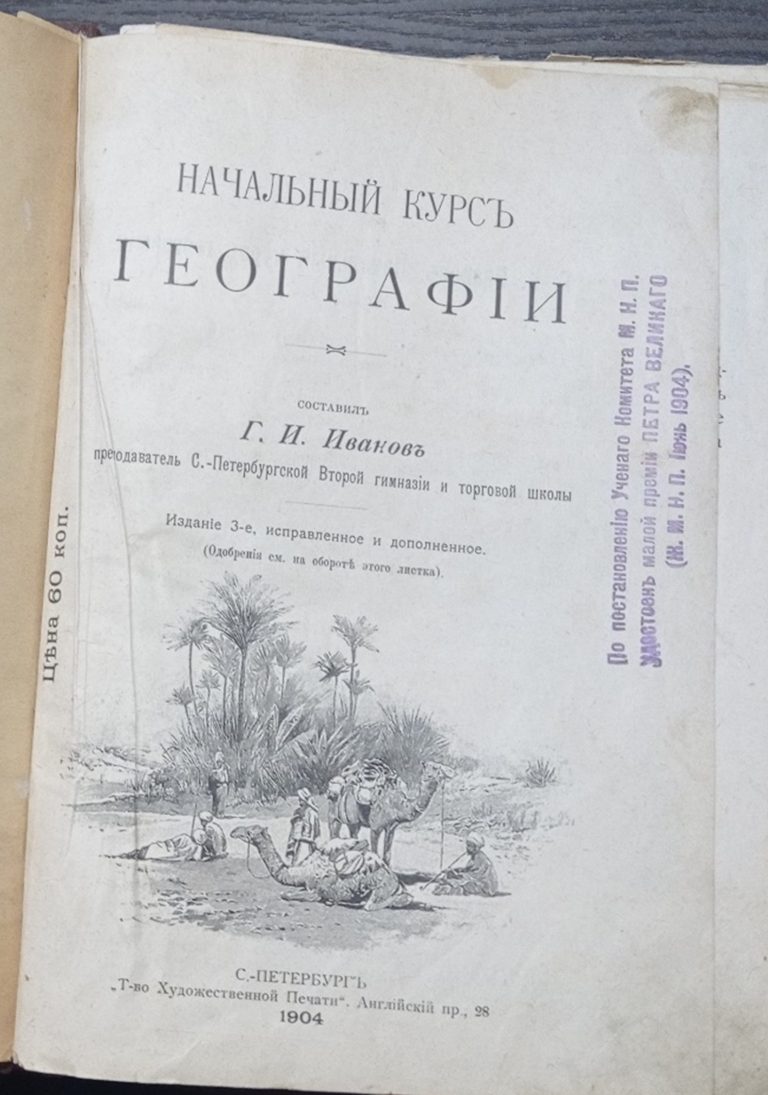 НАЧАЛЬНЫЙ КУРСЪ
ГЕОГРАФІИ
СОСТАВИЛЪ
Г. И. Ивановъ
преподаватель С.-Петербургской Второй гимназіи и торговой школы
Изданіе 3-е, исправленное и дополненное.
(Одобренія см. на оборотѣ этого листка).
Цѣна 60 коп.
По постановленію Ученаго Комитета М. Н. П.
Удостоенъ малой преміи ПЕТРА ВЕЛИКАГО
(Ж. М. Н. П. Іюнь 1904).
С.-ПЕТЕРБУРГЪ
„Т-во Художественной Печати“. Англійскій пр., 28
1904